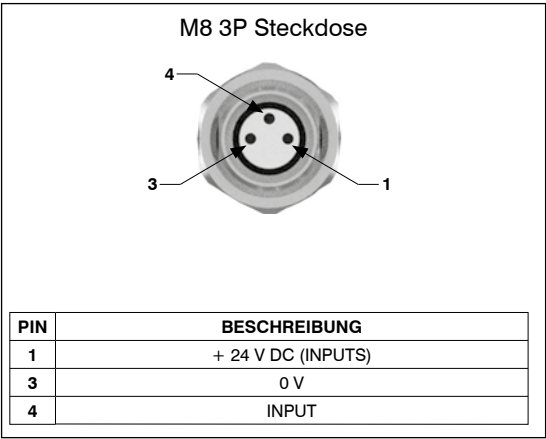 M8 3P Steckdose
4
3
1
PIN BESCHREIBUNG
1 + 24 V DC (INPUTS)
3 0 V
4 INPUT